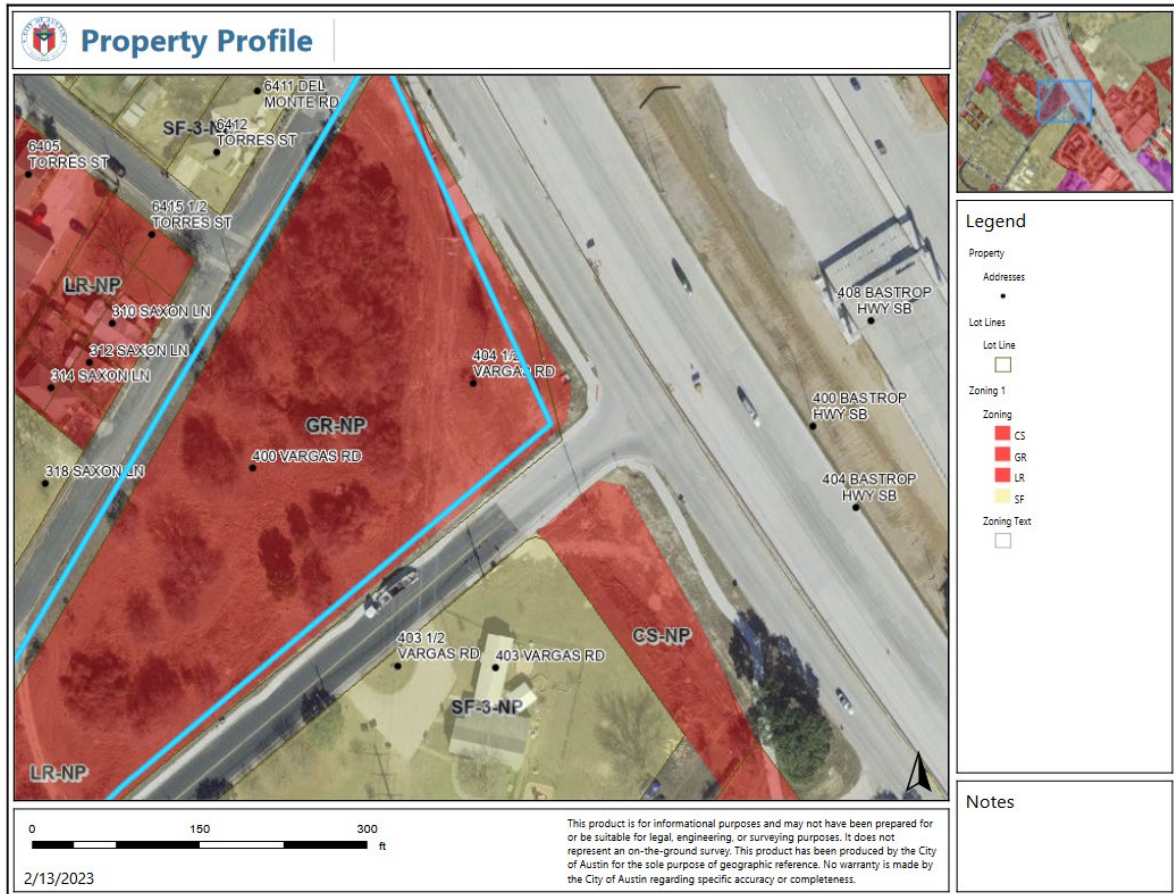 CITY OF AUSTIN
Property Profile
6411 DEL
MONTE RD
SF-3-NP
6412
TORRES ST
6405
TORRES ST
6415 1/2
TORRES ST
LR-NP
310 SAXON LN
312 SAXON LN
314 SAXON LN
318 SAXON LN
404 1/2
VARGAS RD
GR-NP
400 VARGAS RD
408 BASTROP
HWY SB
400 BASTROP
HWY SB
404 BASTROP
HWY SB
CS-NP
403 1/2
VARGAS RD
403 VARGAS RD
SF-3-NP
LR-NP
Legend
Property
Addresses
Lot Lines
Lot Line
Zoning 1
Zoning
CS
GR
LR
SF
Zoning Text
Notes
0 150 300
ft
2/13/2023
This product is for informational purposes and may not have been prepared for
or be suitable for legal, engineering, or surveying purposes. It does not
represent an on-the-ground survey. This product has been produced by the City
of Austin for the sole purpose of geographic reference. No warranty is made by
the City of Austin regarding specific accuracy or completeness.